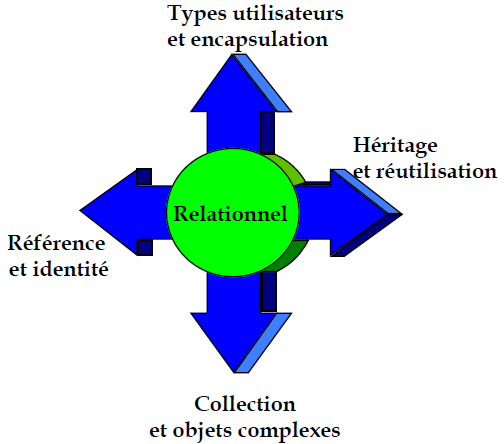 Types utilisateurs
et encapsulation
Héritage
et réutilisation
Relationnel
Référence
et identité
Collection
et objets complexes